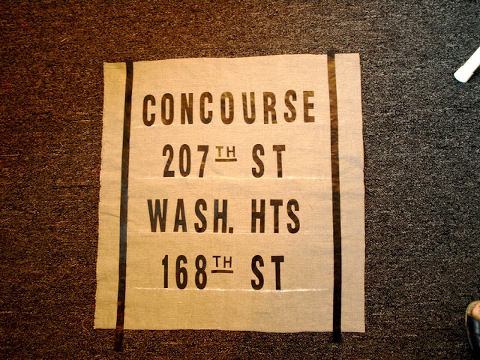 CONCOURSE
207TH ST
WASH. HTS
168TH ST